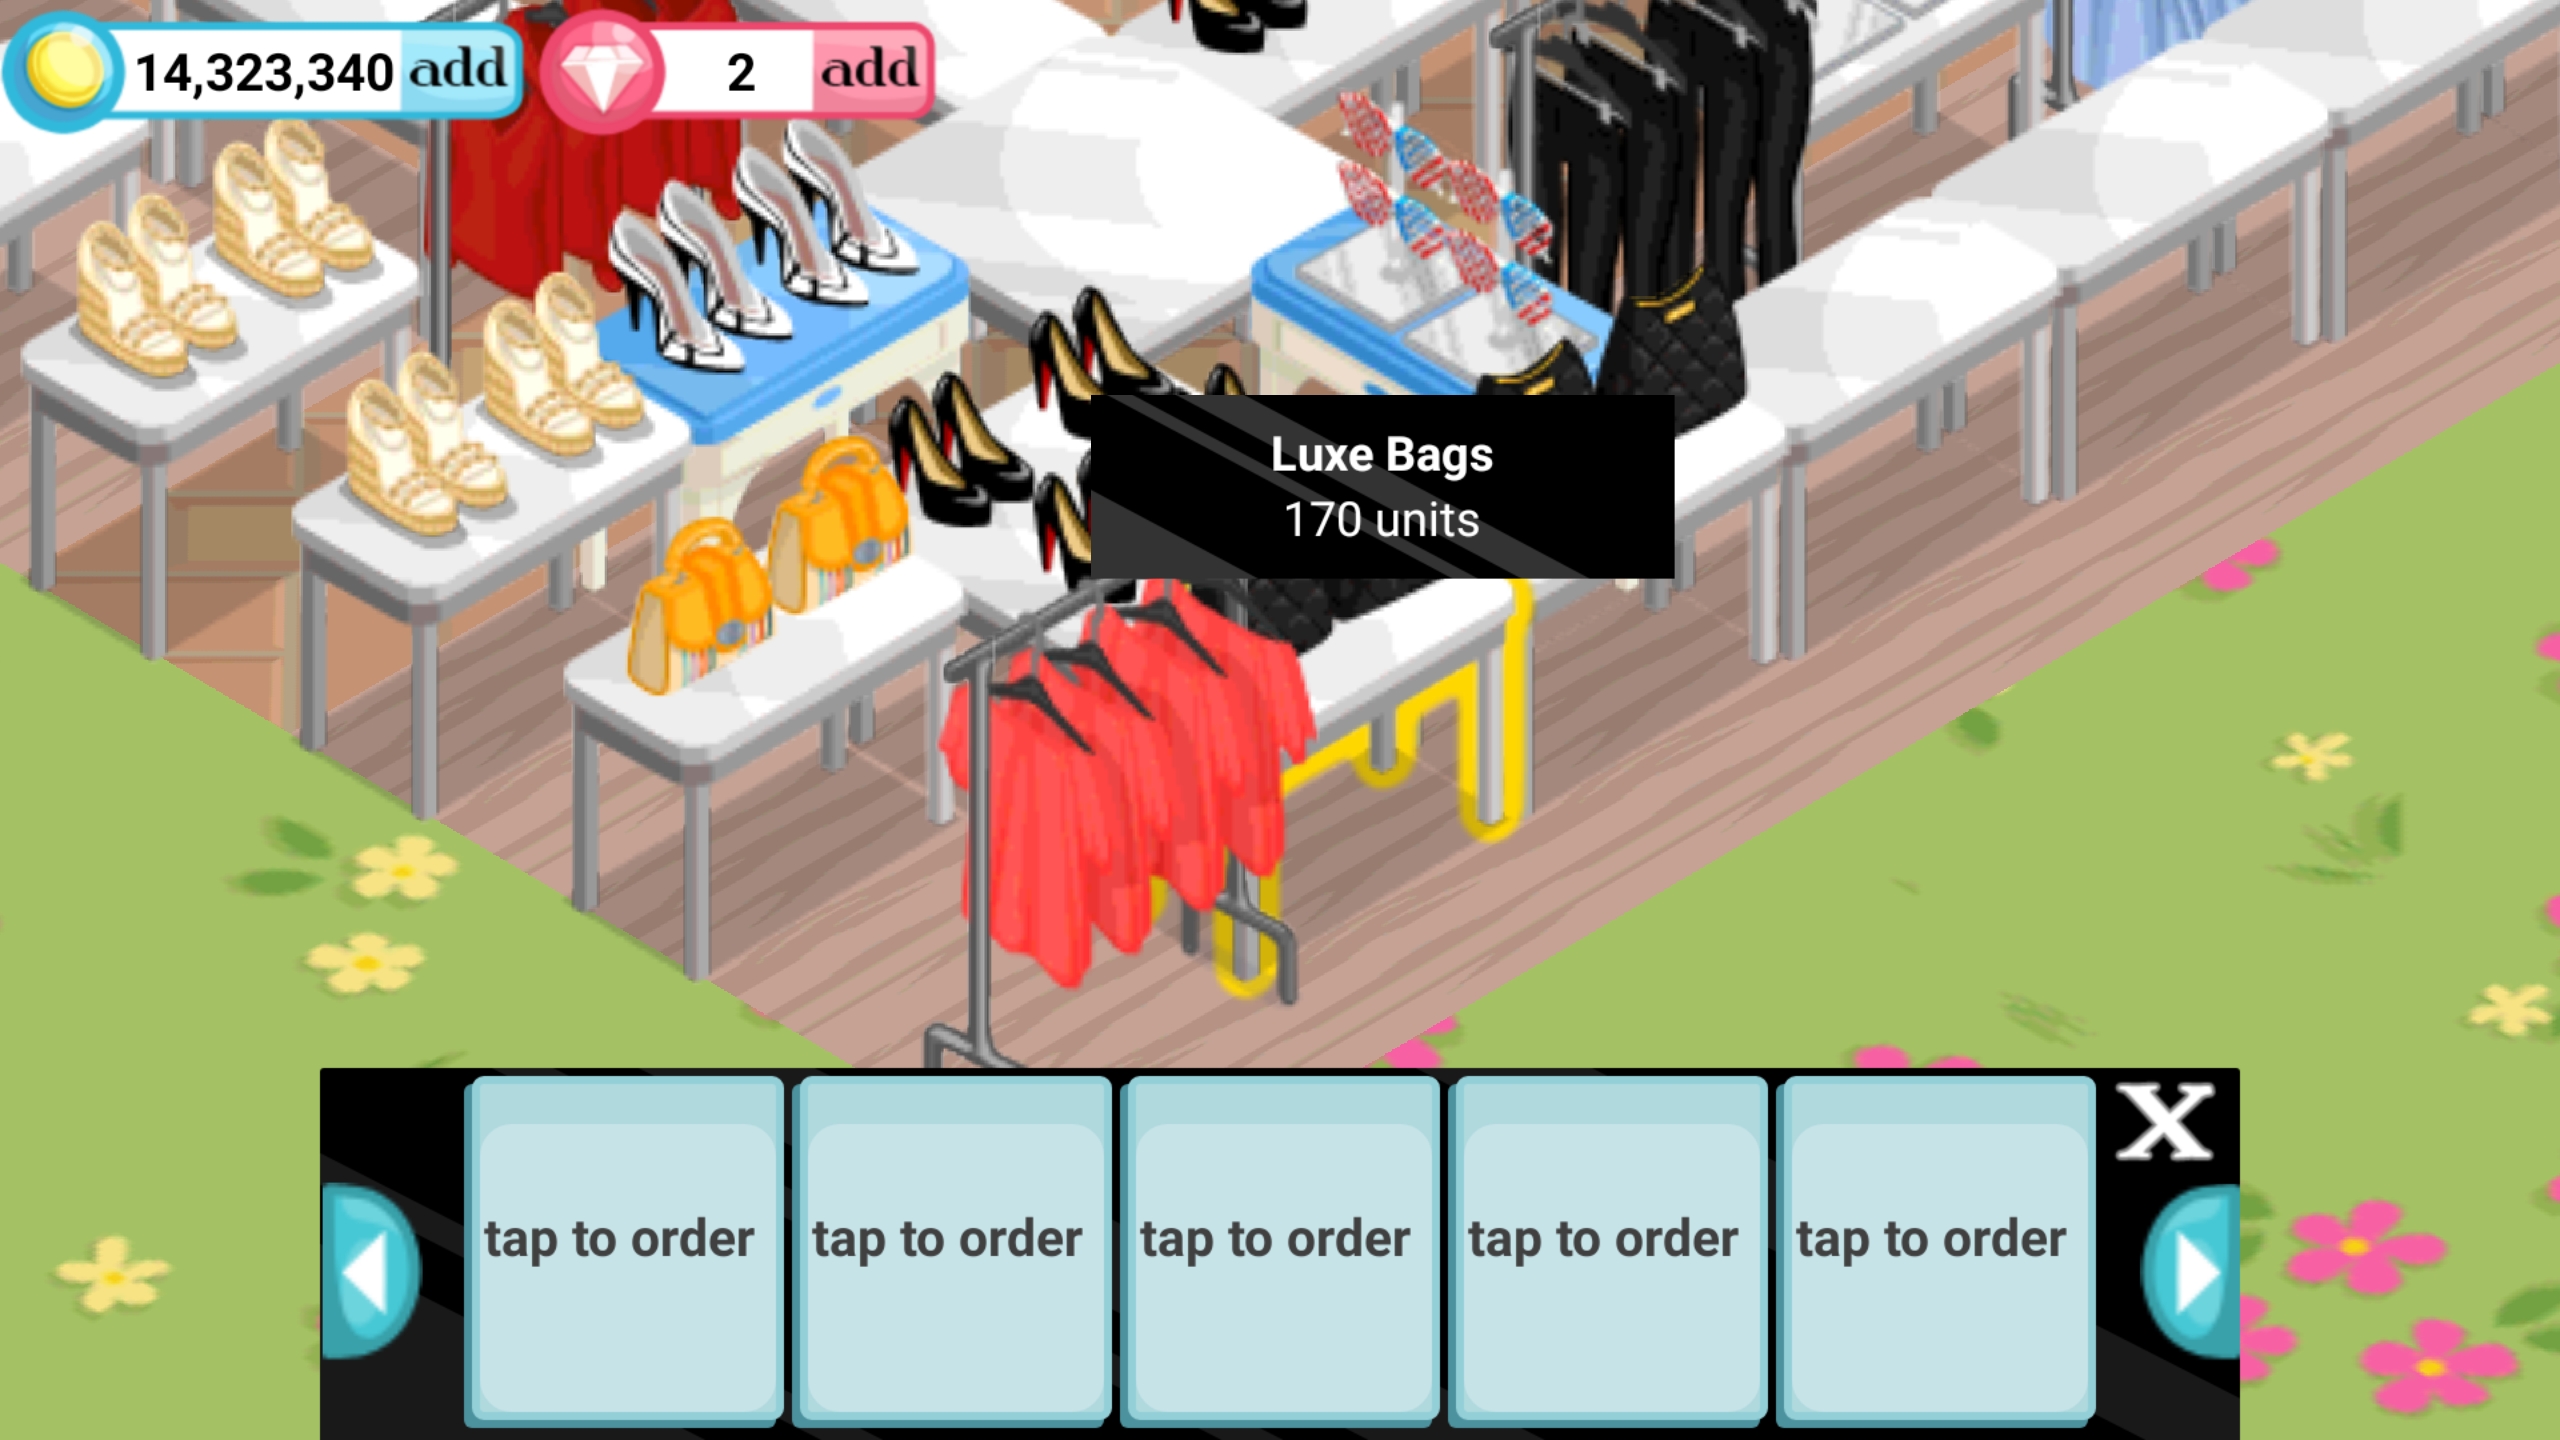 14,323,340 add 2 add
Luxe Bags
170 units
X
tap to order tap to order tap to order tap to order tap to order